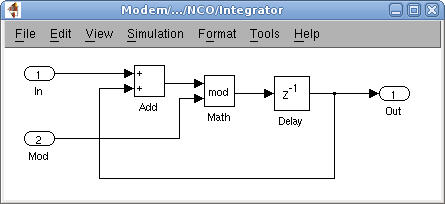 Modem/.../NCO/Integrator
File Edit View Simulation Format Tools Help
1
In
+
+
Add
mod
Math
z-1
Delay
1
Out
2
Mod